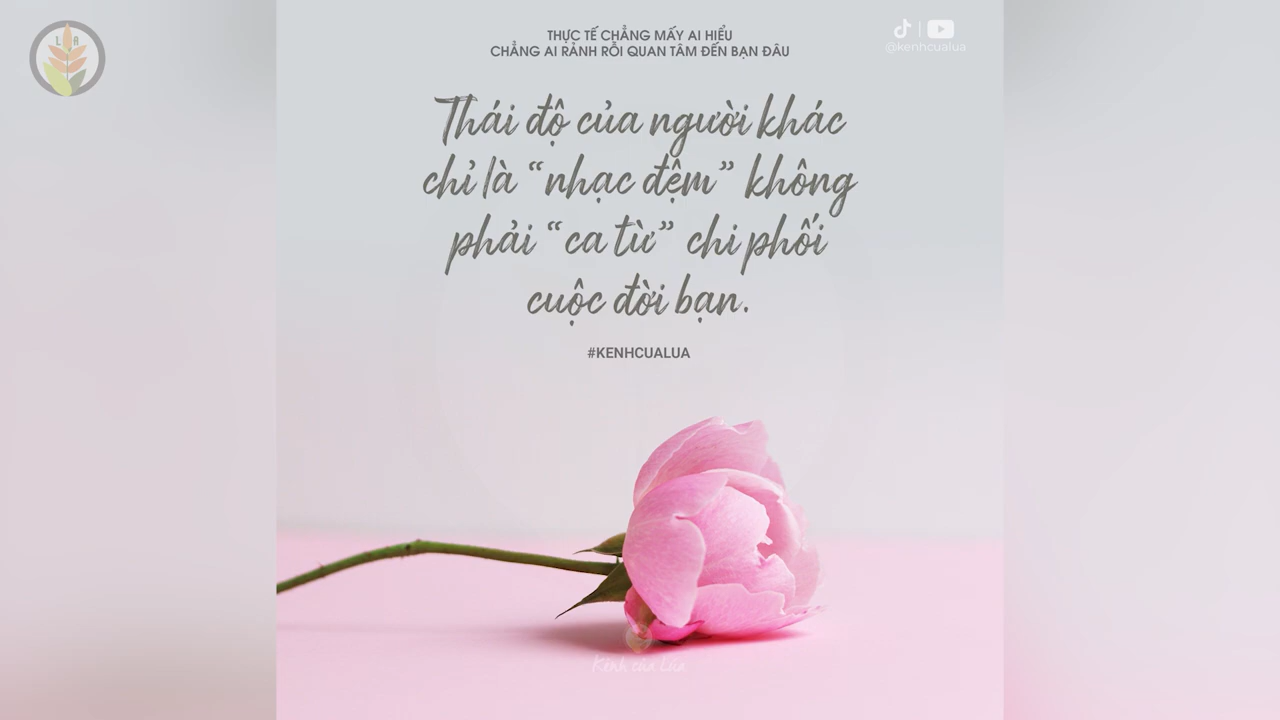 L A
THỰC TẾ CHẲNG MẤY AI HIỂU
CHẲNG AI RẢNH RỖI QUAN TÂM ĐẾN BẠN ĐÂU
@kenhcualua
Thái độ của người khác
chỉ là “nhạc đệm” không
phải “ca từ” chi phối
cuộc đời bạn.
#KENHCUALUA
Kênh của Lúa